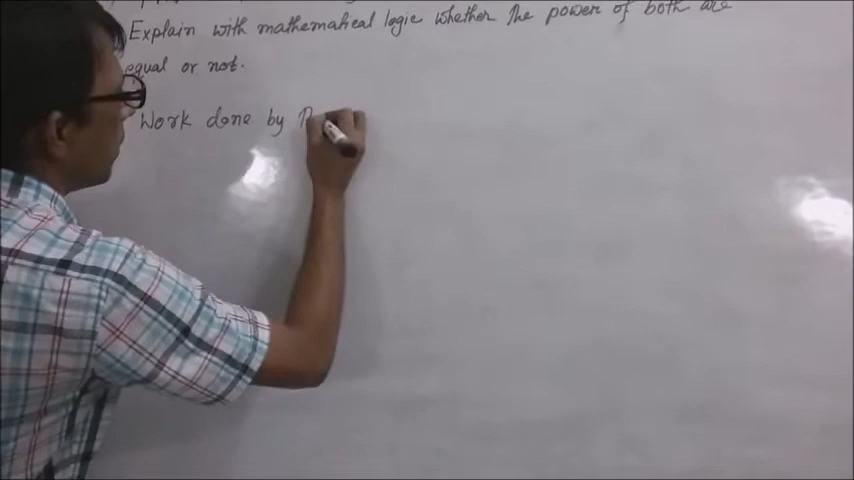 Explain with mathematical logic whether the power of both are
equal or not.
Work done by